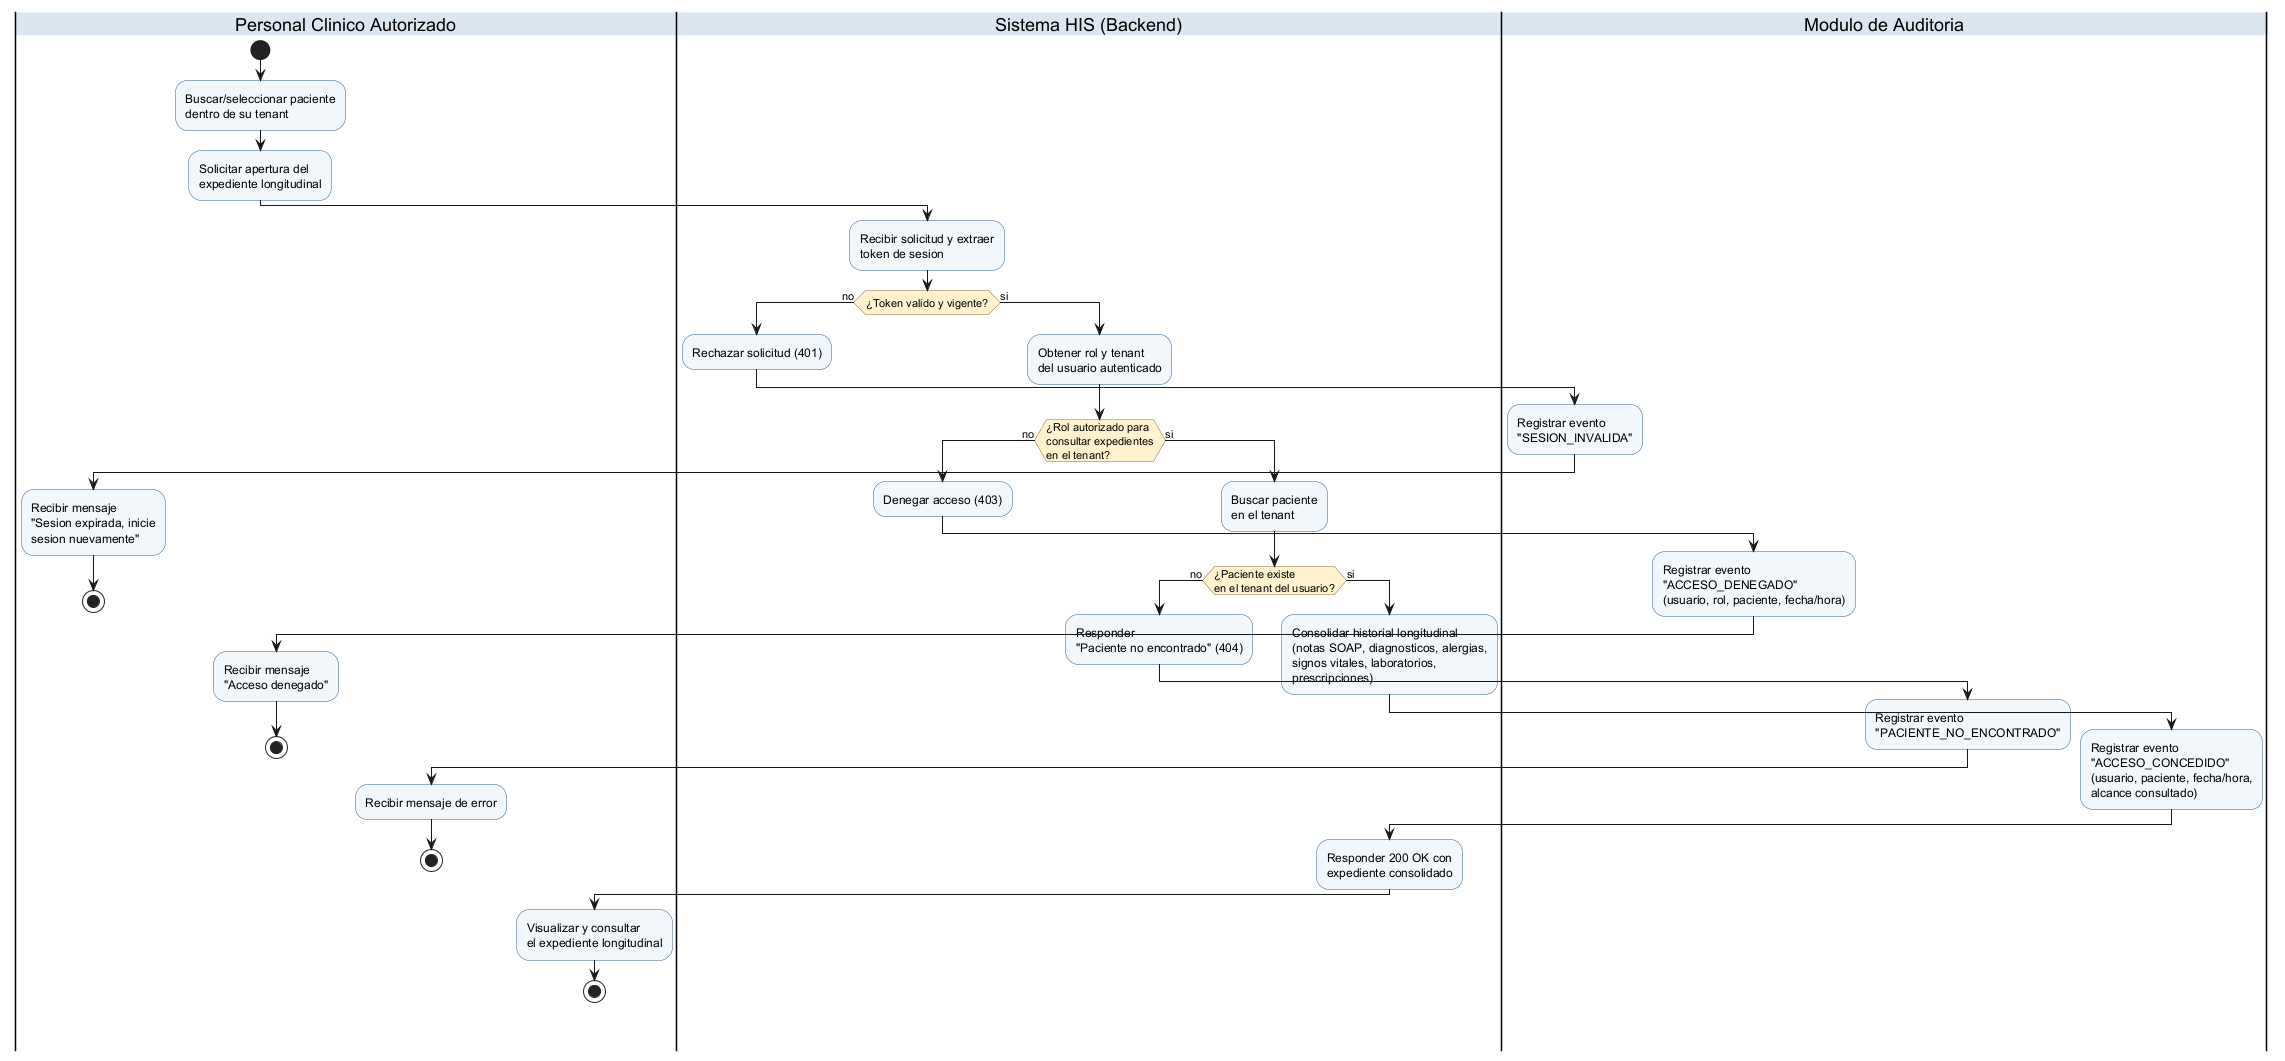 Personal Clinico Autorizado
Sistema HIS (Backend)
Modulo de Auditoria
Buscar/seleccionar paciente
dentro de su tenant
Solicitar apertura del
expediente longitudinal
Recibir solicitud y extraer
token de sesion
no
¿Token valido y vigente?
si
Rechazar solicitud (401)
Obtener rol y tenant
del usuario autenticado
Registrar evento
"SESION_INVALIDA"
no
¿Rol autorizado para
consultar expedientes
en el tenant?
si
Recibir mensaje
"Sesion expirada, inicie
sesion nuevamente"
Denegar acceso (403)
Buscar paciente
en el tenant
Registrar evento
"ACCESO_DENEGADO"
(usuario, rol, paciente, fecha/hora)
no
¿Paciente existe
en el tenant del usuario?
si
Responder
"Paciente no encontrado" (404)
Consolidar historial longitudinal
(notas SOAP, diagnosticos, alergias,
signos vitales, laboratorios,
prescripciones)
Recibir mensaje
"Acceso denegado"
Registrar evento
"PACIENTE_NO_ENCONTRADO"
Registrar evento
"ACCESO_CONCEDIDO"
(usuario, paciente, fecha/hora,
alcance consultado)
Recibir mensaje de error
Responder 200 OK con
expediente consolidado
Visualizar y consultar
el expediente longitudinal